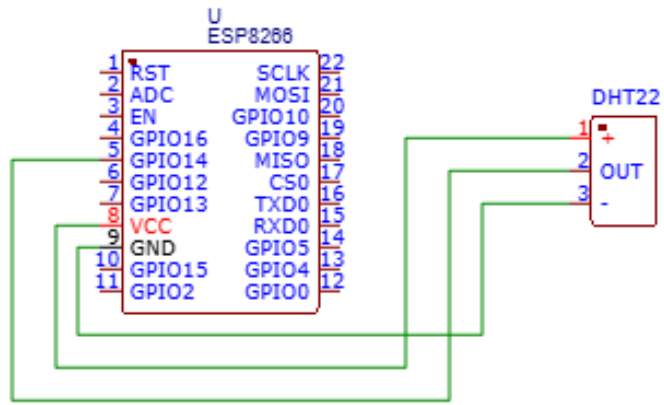 U
ESP8266
1 RST SCLK 22
2 ADC MOSI 21
3 EN GPIO10 20
4 GPIO16 GPIO9 19
5 GPIO14 MISO 18
6 GPIO12 CS0 17
7 GPIO13 TXD0 16
8 VCC RXD0 15
9 GND GPIO5 14
10 GPIO15 GPIO4 13
11 GPIO2 GPIO0 12
DHT22
1 +
2 OUT
3 -